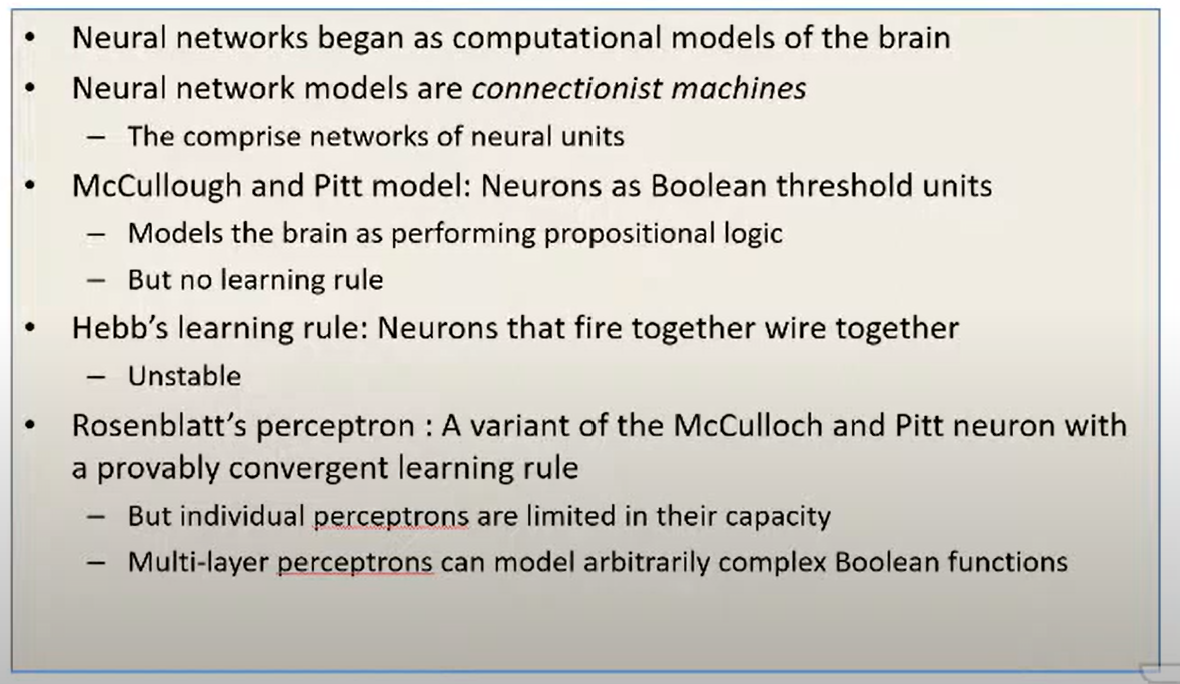 • Neural networks began as computational models of the brain
• Neural network models are connectionist machines
– The comprise networks of neural units
• McCullough and Pitt model: Neurons as Boolean threshold units
– Models the brain as performing propositional logic
– But no learning rule
• Hebb’s learning rule: Neurons that fire together wire together
– Unstable
• Rosenblatt’s perceptron : A variant of the McCulloch and Pitt neuron with
a provably convergent learning rule
– But individual perceptrons are limited in their capacity
– Multi-layer perceptrons can model arbitrarily complex Boolean functions